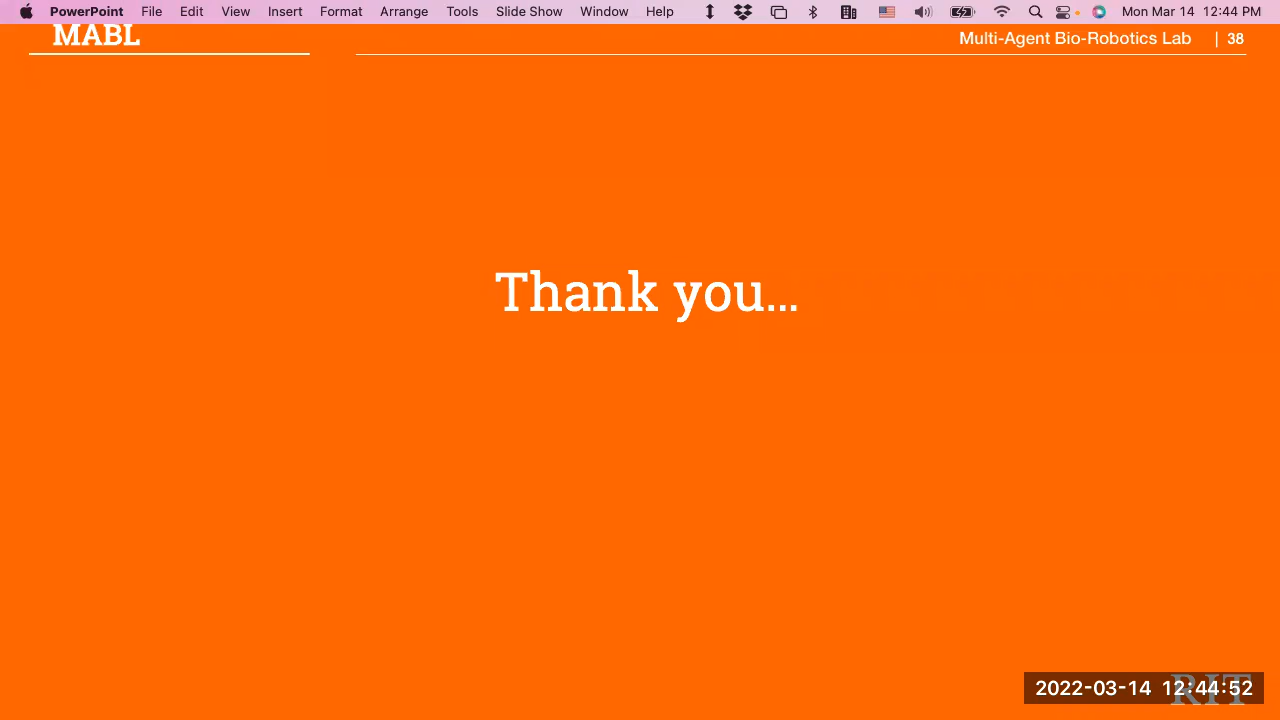 PowerPoint File Edit View Insert Format Arrange Tools Slide Show Window Help Mon Mar 14 12:44 PM
MABL
Multi-Agent Bio-Robotics Lab | 38
Thank you...
RIT
2022-03-14 12:44:52